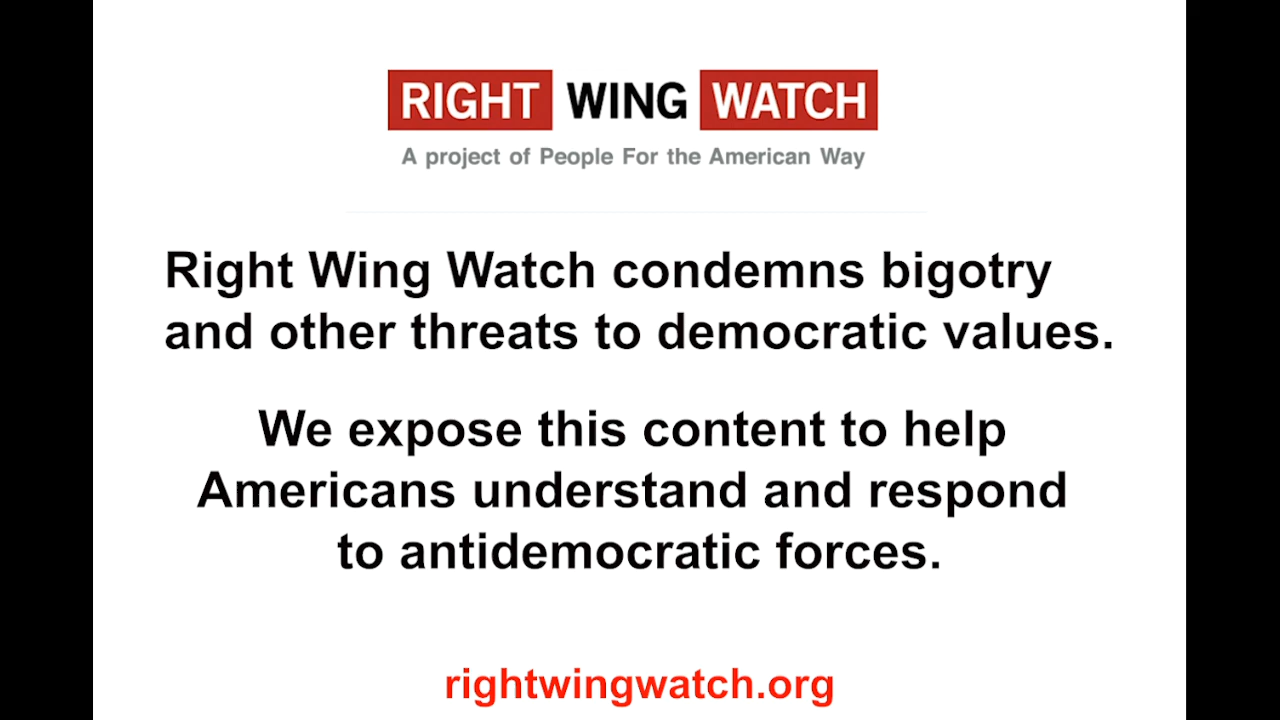 RIGHT WING WATCH
A project of People For the American Way
Right Wing Watch condemns bigotry
and other threats to democratic values.
We expose this content to help
Americans understand and respond
to antidemocratic forces.
rightwingwatch.org